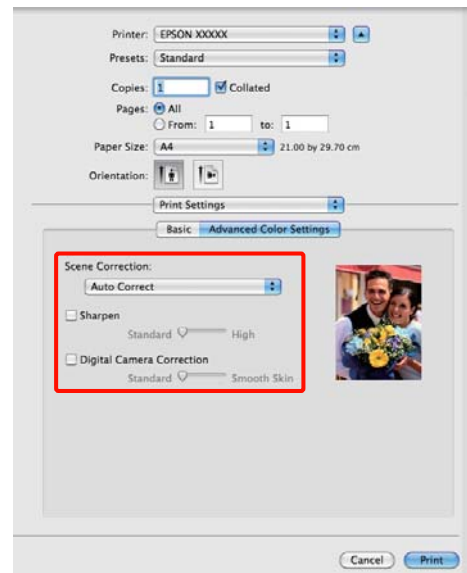 Printer: EPSON XXXXX
Presets: Standard
Copies: 1 Collated
Pages: All
From: 1 to: 1
Paper Size: A4 21.00 by 29.70 cm
Orientation:
Print Settings
Basic Advanced Color Settings
Scene Correction:
Auto Correct
Sharpen
Standard High
Digital Camera Correction
Standard Smooth Skin
Cancel Print